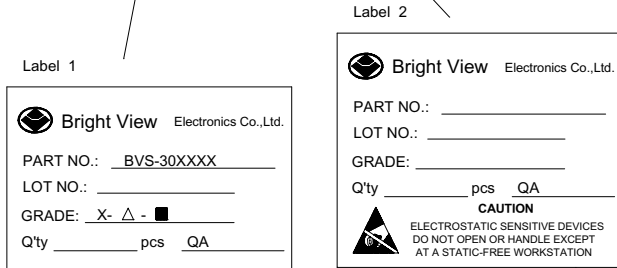 Label 1
Bright View Electronics Co.,Ltd.
PART NO.: BVS-30XXXX
LOT NO.:
GRADE: X- △ - ■
Q'ty pcs QA
Label 2
Bright View Electronics Co.,Ltd.
PART NO.:
LOT NO.:
GRADE:
Q'ty pcs QA
CAUTION
ELECTROSTATIC SENSITIVE DEVICES
DO NOT OPEN OR HANDLE EXCEPT
AT A STATIC-FREE WORKSTATION